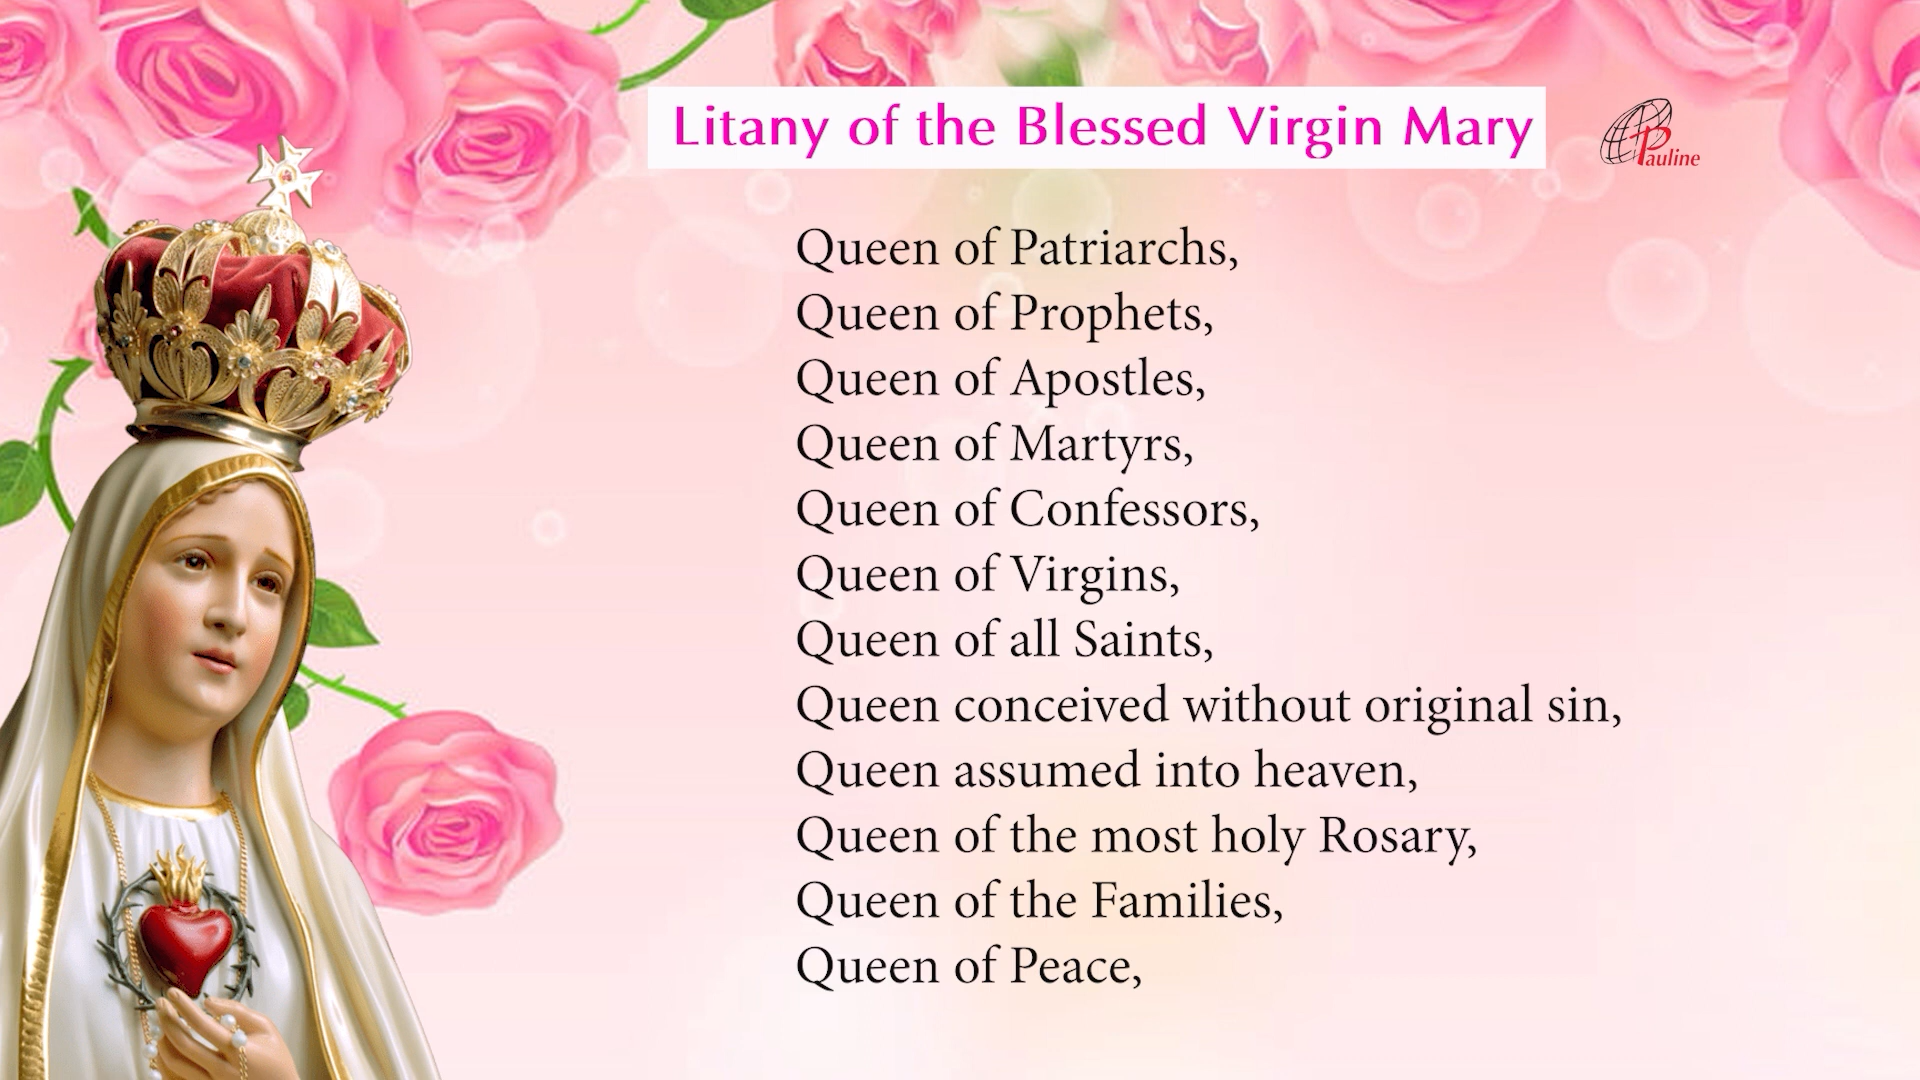 Litany of the Blessed Virgin Mary
Pauline
Queen of Patriarchs,
Queen of Prophets,
Queen of Apostles,
Queen of Martyrs,
Queen of Confessors,
Queen of Virgins,
Queen of all Saints,
Queen conceived without original sin,
Queen assumed into heaven,
Queen of the most holy Rosary,
Queen of the Families,
Queen of Peace,